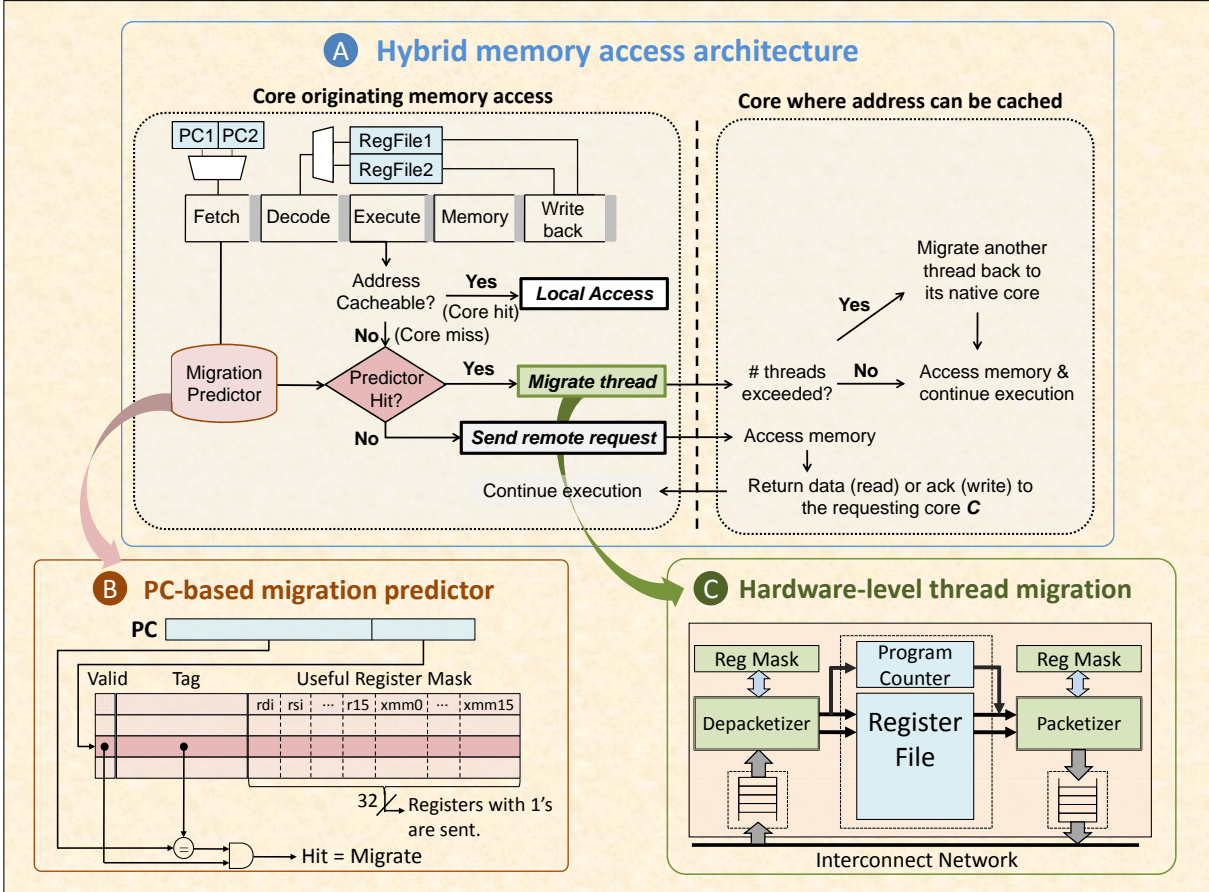 A Hybrid memory access architecture
Core originating memory access
Core where address can be cached
PC1 PC2
RegFile1
RegFile2
Fetch
Decode
Execute
Memory
Write
back
Address
Cacheable?
Yes
(Core hit)
Local Access
No (Core miss)
Migration
Predictor
Predictor
Hit?
Yes
Migrate thread
No
Send remote request
Continue execution
Migrate another
thread back to
its native core
Yes
# threads
exceeded?
No
Access memory &
continue execution
Access memory
Return data (read) or ack (write) to
the requesting core C
B PC-based migration predictor
PC
Valid
Tag
Useful Register Mask
rdi rsi ... r15 xmm0 ... xmm15
32
Registers with 1's
are sent.
=
Hit = Migrate
C Hardware-level thread migration
Reg Mask
Program
Counter
Reg Mask
Depacketizer
Register
File
Packetizer
Interconnect Network